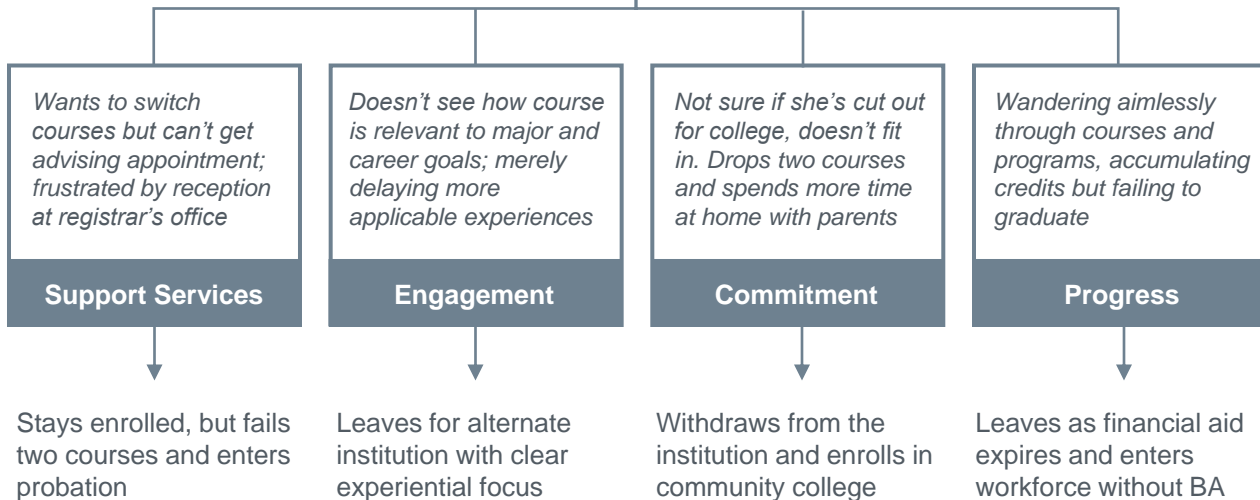 Wants to switch
courses but can't get
advising appointment;
frustrated by reception
at registrar's office
Support Services
Stays enrolled, but fails
two courses and enters
probation
Doesn't see how course
is relevant to major and
career goals; merely
delaying more
applicable experiences
Engagement
Leaves for alternate
institution with clear
experiential focus
Not sure if she's cut out
for college, doesn't fit
in. Drops two courses
and spends more time
at home with parents
Commitment
Withdraws from the
institution and enrolls in
community college
Wandering aimlessly
through courses and
programs, accumulating
credits but failing to
graduate
Progress
Leaves as financial aid
expires and enters
workforce without BA